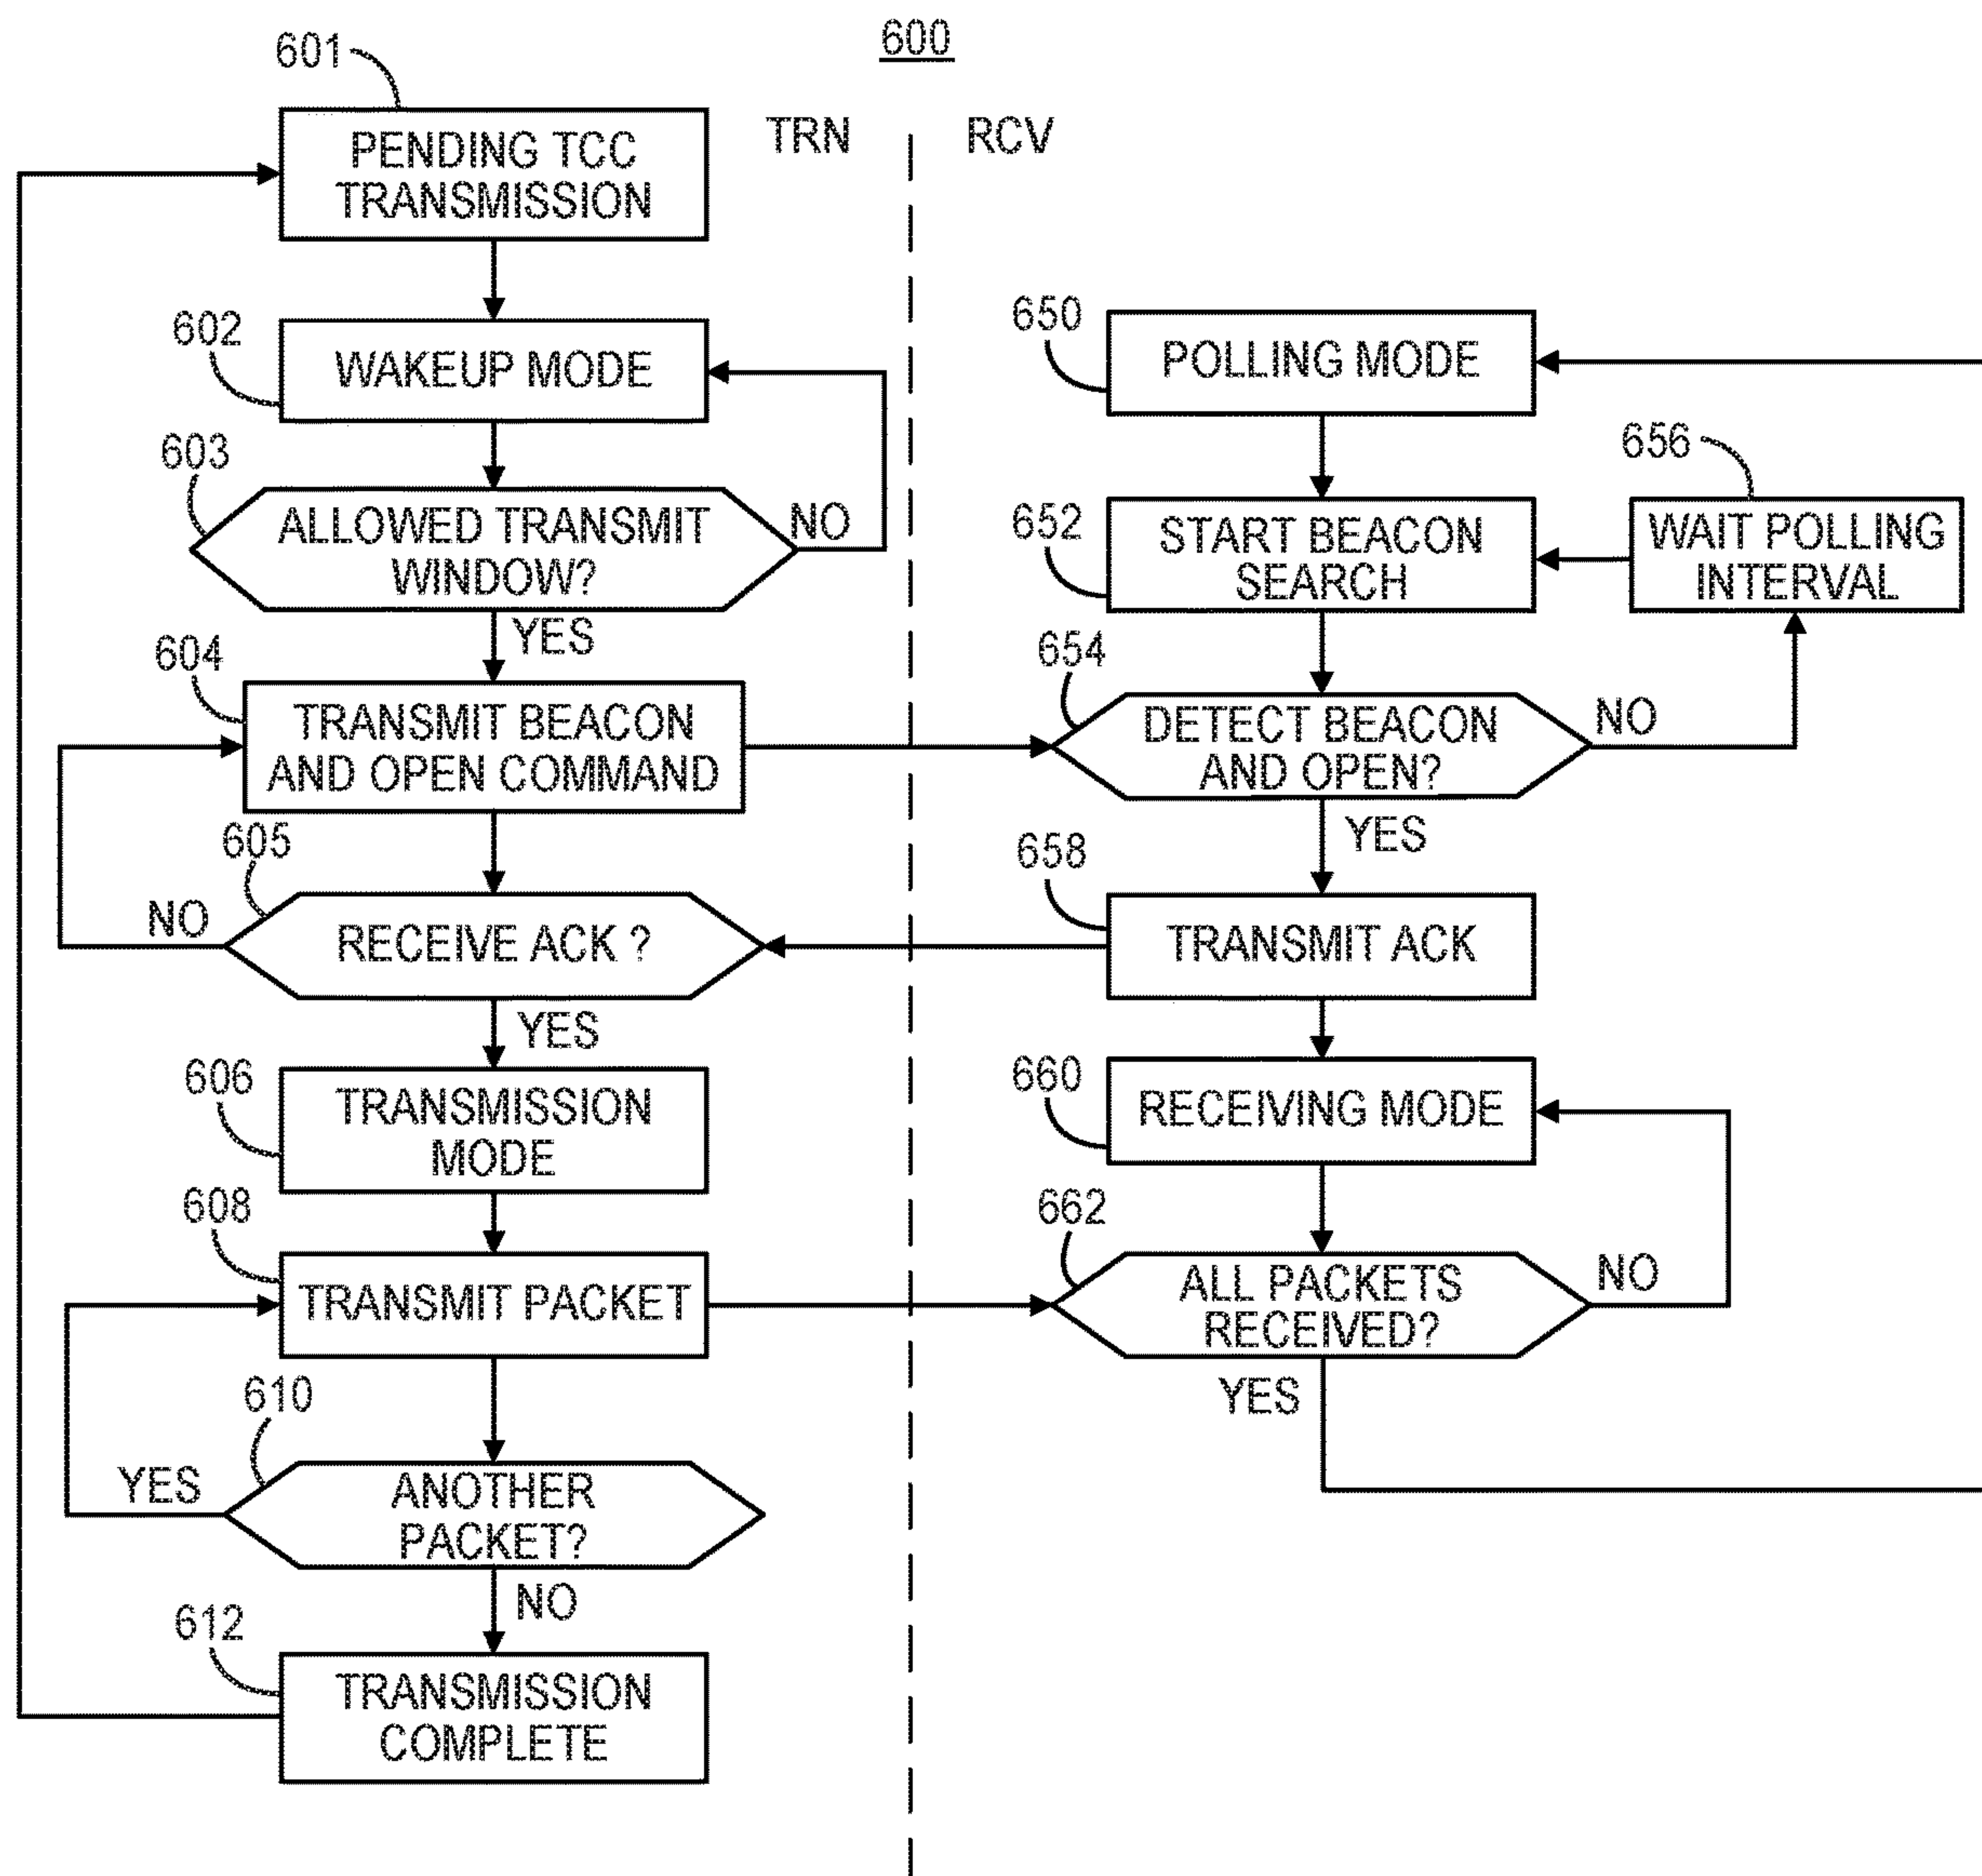 600
601
PENDING TCC
TRANSMISSION
TRN
RCV
602
WAKEUP MODE
603
ALLOWED TRANSMIT
WINDOW?
NO
YES
604
TRANSMIT BEACON
AND OPEN COMMAND
605
NO
RECEIVE ACK ?
YES
606
TRANSMISSION
MODE
608
TRANSMIT PACKET
610
YES
ANOTHER
PACKET?
NO
612
TRANSMISSION
COMPLETE
650
POLLING MODE
652
START BEACON
SEARCH
656
WAIT POLLING
INTERVAL
654
DETECT BEACON
AND OPEN?
NO
YES
658
TRANSMIT ACK
660
RECEIVING MODE
662
ALL PACKETS
RECEIVED?
NO
YES